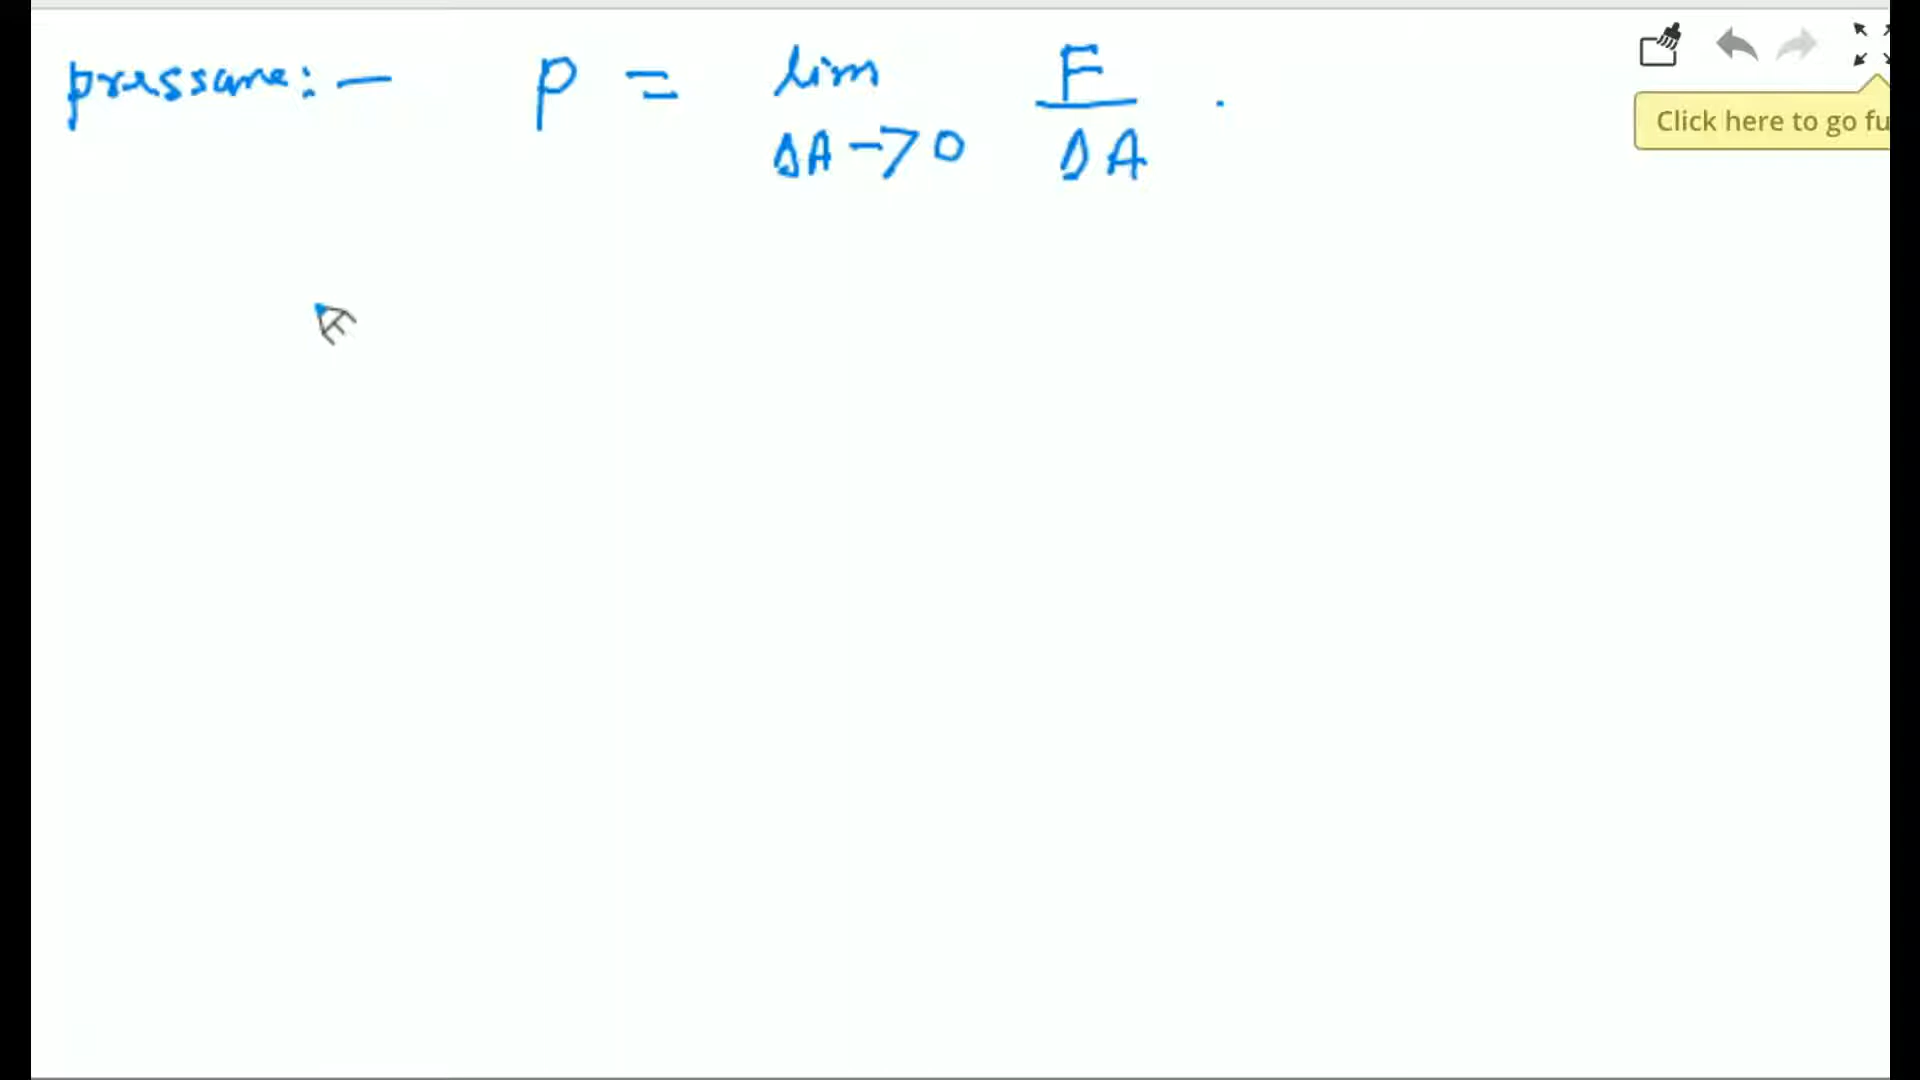 pressure:— P = lim F
ΔA→0 ΔA .
Click here to go fu